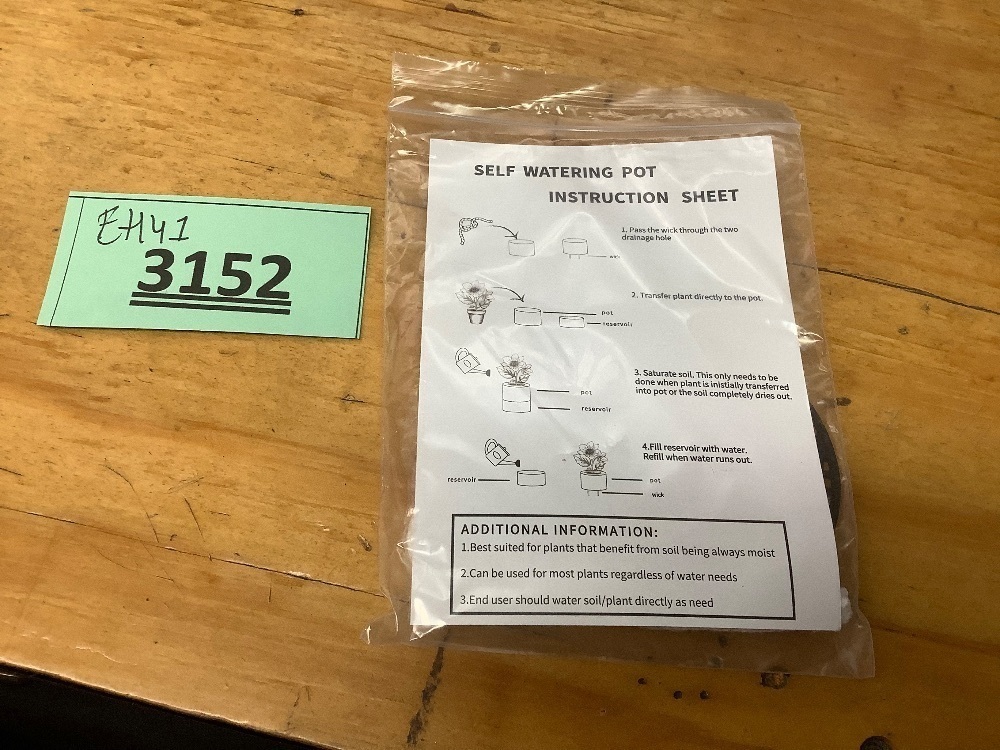 EH41
3152
SELF WATERING POT
INSTRUCTION SHEET
1. Pass the wick through the two
drainage hole
wick
2. Transfer plant directly to the pot.
pot
reservoir
3. Saturate soil. This only needs to be
done when plant is inistially transferred
into pot or the soil completely dries out.
pot
reservoir
4.Fill reservoir with water.
Refill when water runs out.
reservoir
pot
wick
ADDITIONAL INFORMATION:
1.Best suited for plants that benefit from soil being always moist
2.Can be used for most plants regardless of water needs
3.End user should water soil/plant directly as need